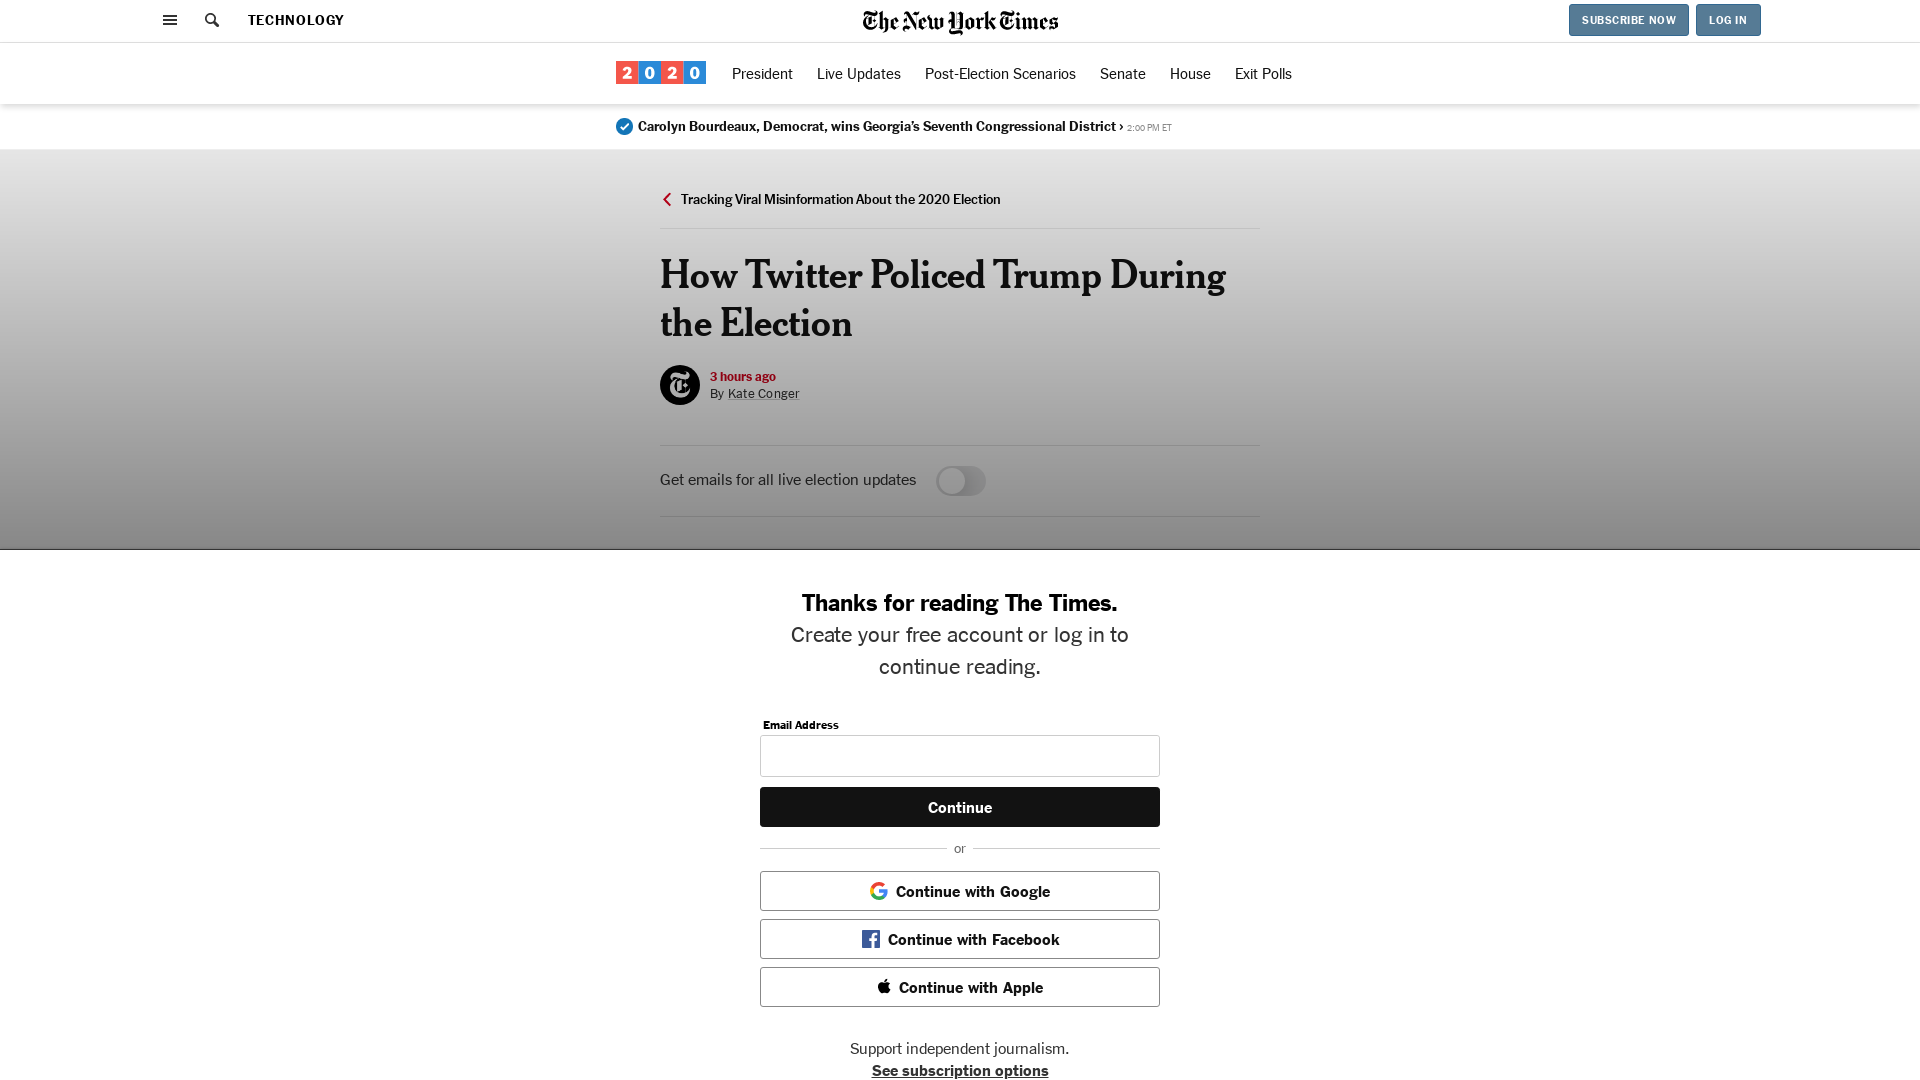 TECHNOLOGY
The New York Times
SUBSCRIBE NOW
LOG IN
2020
President
Live Updates
Post-Election Scenarios
Senate
House
Exit Polls
Carolyn Bourdeaux, Democrat, wins Georgia’s Seventh Congressional District › 2:00 PM ET
Tracking Viral Misinformation About the 2020 Election
How Twitter Policed Trump During
the Election
3 hours ago
By Kate Conger
Get emails for all live election updates
Thanks for reading The Times.
Create your free account or log in to
continue reading.
Email Address
Continue
or
Continue with Google
Continue with Facebook
Continue with Apple
Support independent journalism.
See subscription options